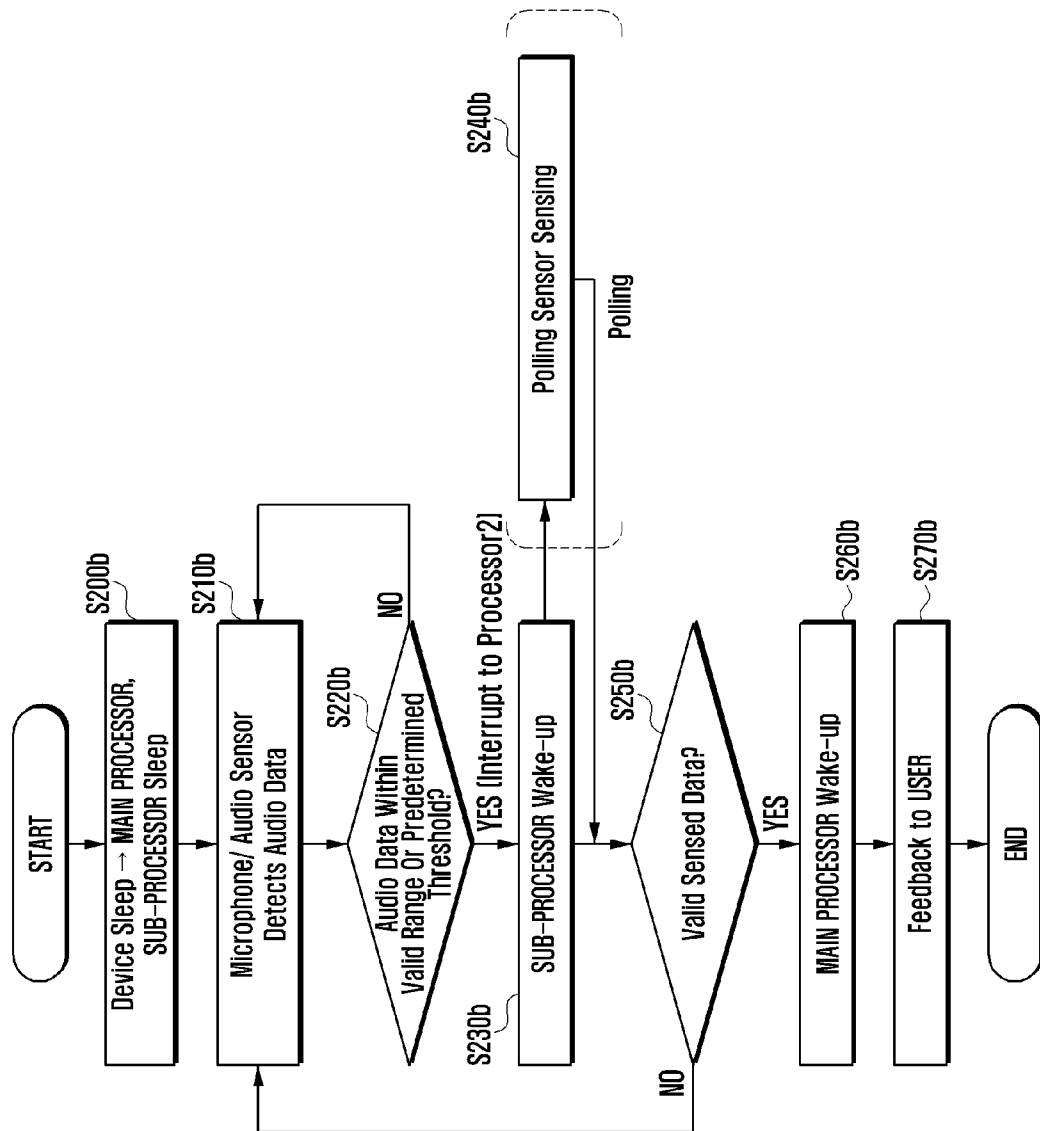 START
S200b
Device Sleep → MAIN PROCESSOR,
SUB-PROCESSOR Sleep
S210b
Microphone/ Audio Sensor
Detects Audio Data
S220b
Audio Data Within
Valid Range Or Predetermined
Threshold?
NO
YES (Interrupt to Processor2)
S230b
SUB-PROCESSOR Wake-up
S240b
Polling Sensor Sensing
Polling
S250b
Valid Sensed Data?
NO
YES
S260b
MAIN PROCESSOR Wake-up
S270b
Feedback to USER
END